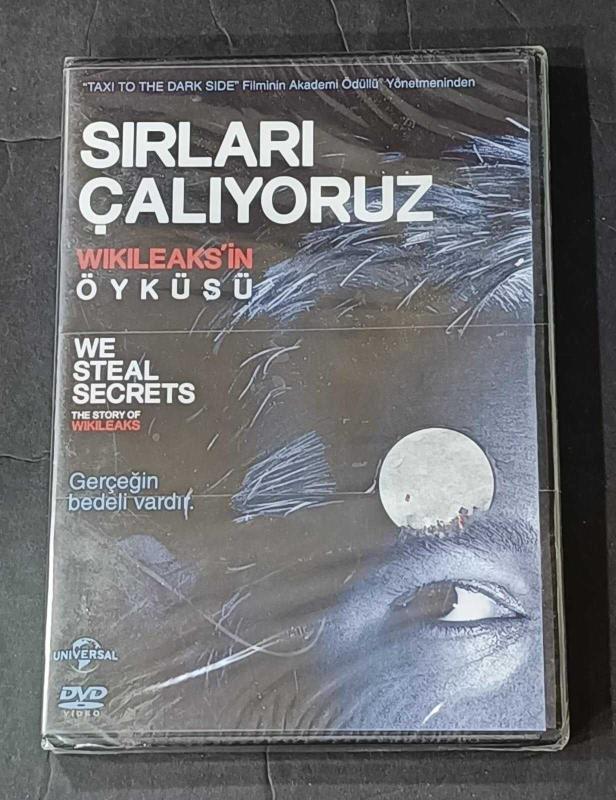 "TAXI TO THE DARK SIDE" Filminin Akademi Ödüllü Yönetmeninden
SIRLARI
ÇALIYORUZ
WIKILEAKS'İN
ÖYKÜSÜ
WE
STEAL
SECRETS
THE STORY OF
WIKILEAKS
Gerçeğin
bedeli vardır.
UNIVERSAL
DVD
VIDEO